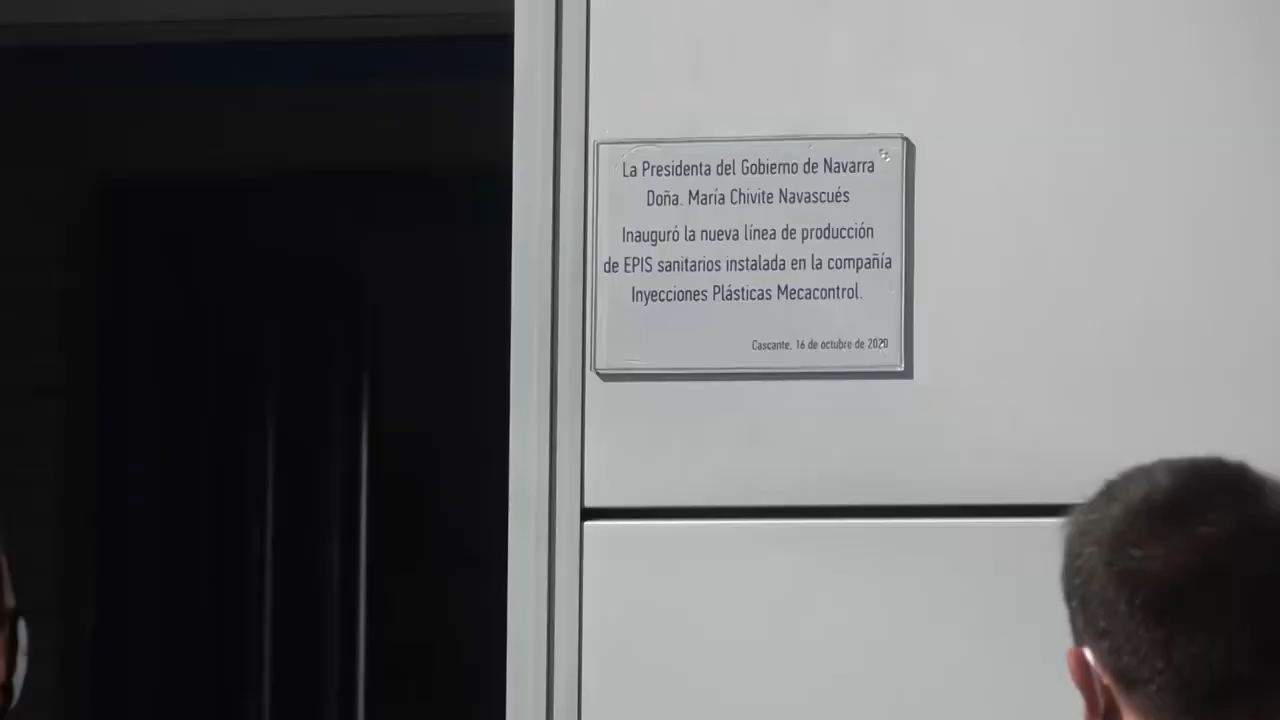 La Presidenta del Gobierno de Navarra
Doña. María Chivite Navascués
Inauguró la nueva línea de producción
de EPIS sanitarios instalada en la compañía
Inyecciones Plásticas Mecacontrol.
Cascante, 16 de octubre de 2020